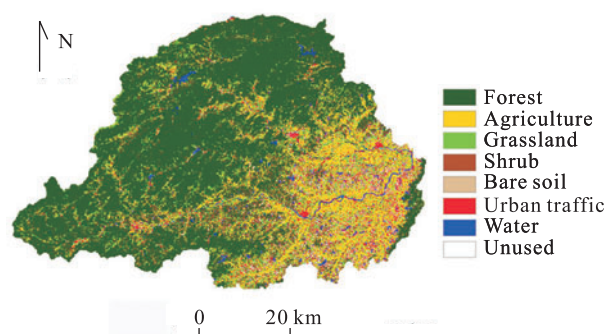 N
Forest
Agriculture
Grassland
Shrub
Bare soil
Urban traffic
Water
Unused
0 20 km